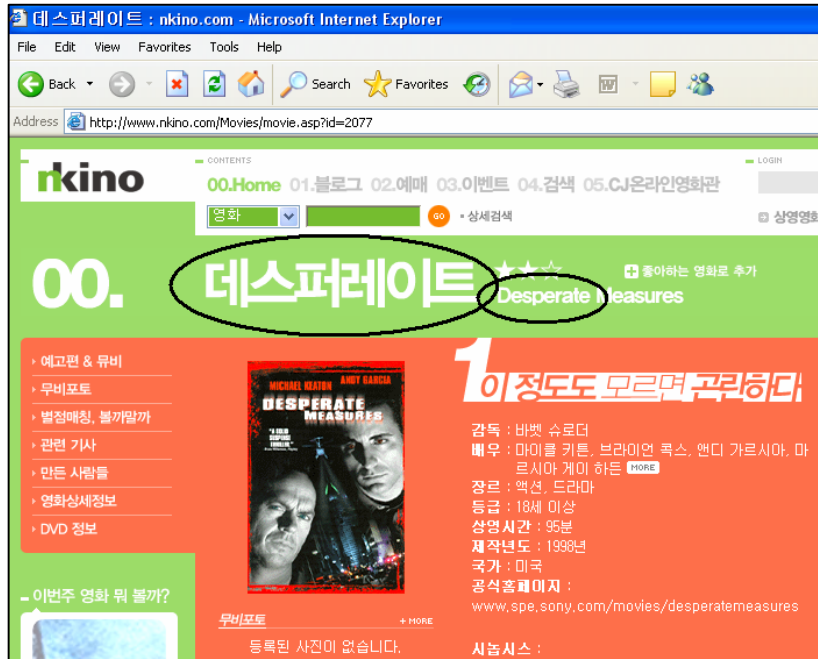 데스퍼레이트 : nkino.com - Microsoft Internet Explorer
File Edit View Favorites Tools Help
Back Search Favorites
Address http://www.nkino.com/Movies/movie.asp?id=2077
nkino
CONTENTS
LOGIN
00.Home 01.블로그 02.예매 03.이벤트 04.검색 05.CJ온라인영화관
영화 GO 상세검색
상영영화
00. 데스퍼레이트
좋아하는 영화로 추가
Desperate Measures
예고편 & 뮤비
무비포토
별점매칭, 볼까말까
관련 기사
만든 사람들
영화상세정보
DVD 정보
이번주 영화 뭐 볼까?
MICHAEL KEATON ANDY GARCIA
DESPERATE
MEASURES
무비포토 + MORE
등록된 사진이 없습니다.
1 이 정도도 모르면 곤란하다
감독 : 바벳 슈로더
배우 : 마이클 키튼, 브라이언 콕스, 앤디 가르시아, 마
르시아 게이 하든 MORE
장르 : 액션, 드라마
등급 : 18세 이상
상영시간 : 95분
제작년도 : 1998년
국가 : 미국
공식홈페이지 :
www.spe.sony.com/movies/desperatemeasures
시놉시스 :